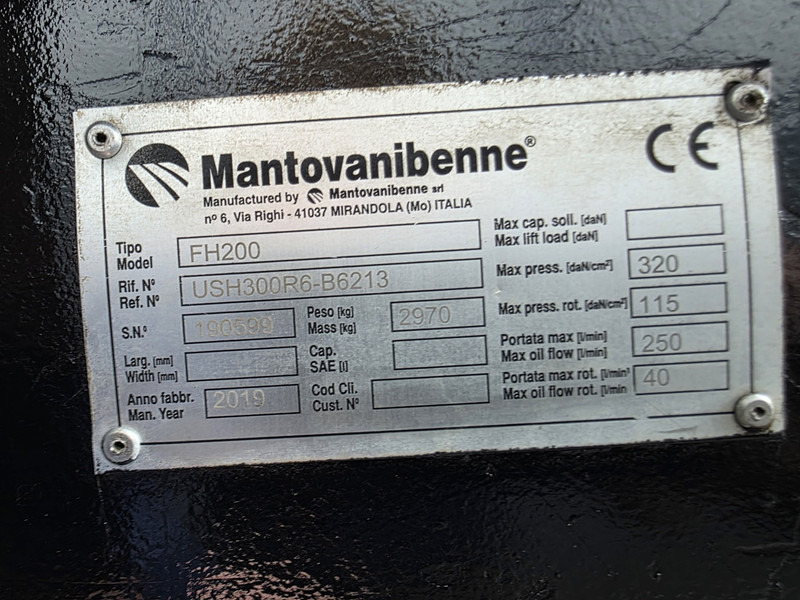 Mantovanibenne®
Manufactured by Mantovanibenne srl
nº 6, Via Righi - 41037 MIRANDOLA (Mo) ITALIA
CE
Tipo
Model FH200
Rif. Nº
Ref. Nº USH300R6-B6213
S.N.º 190599
Peso [kg]
Mass [kg] 2970
Larg. [mm]
Width [mm]
Cap.
SAE [l]
Anno fabbr.
Man. Year 2019
Cod Cli.
Cust. Nº
Max cap. soll. [daN]
Max lift load [daN]
Max press. [daN/cm²] 320
Max press. rot. [daN/cm²] 115
Portata max [l/min]
Max oil flow [l/min] 250
Portata max rot. [l/min]
Max oil flow rot. [l/min 40